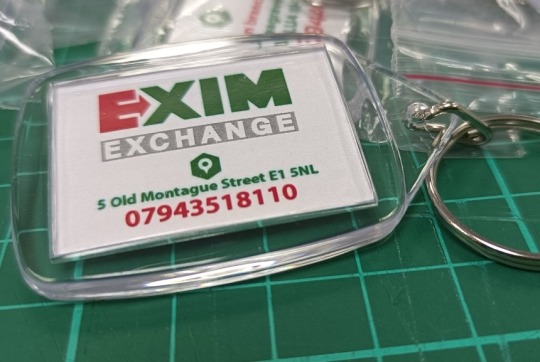 EXIM
EXCHANGE
5 Old Montague Street E1 5NL
07943518110